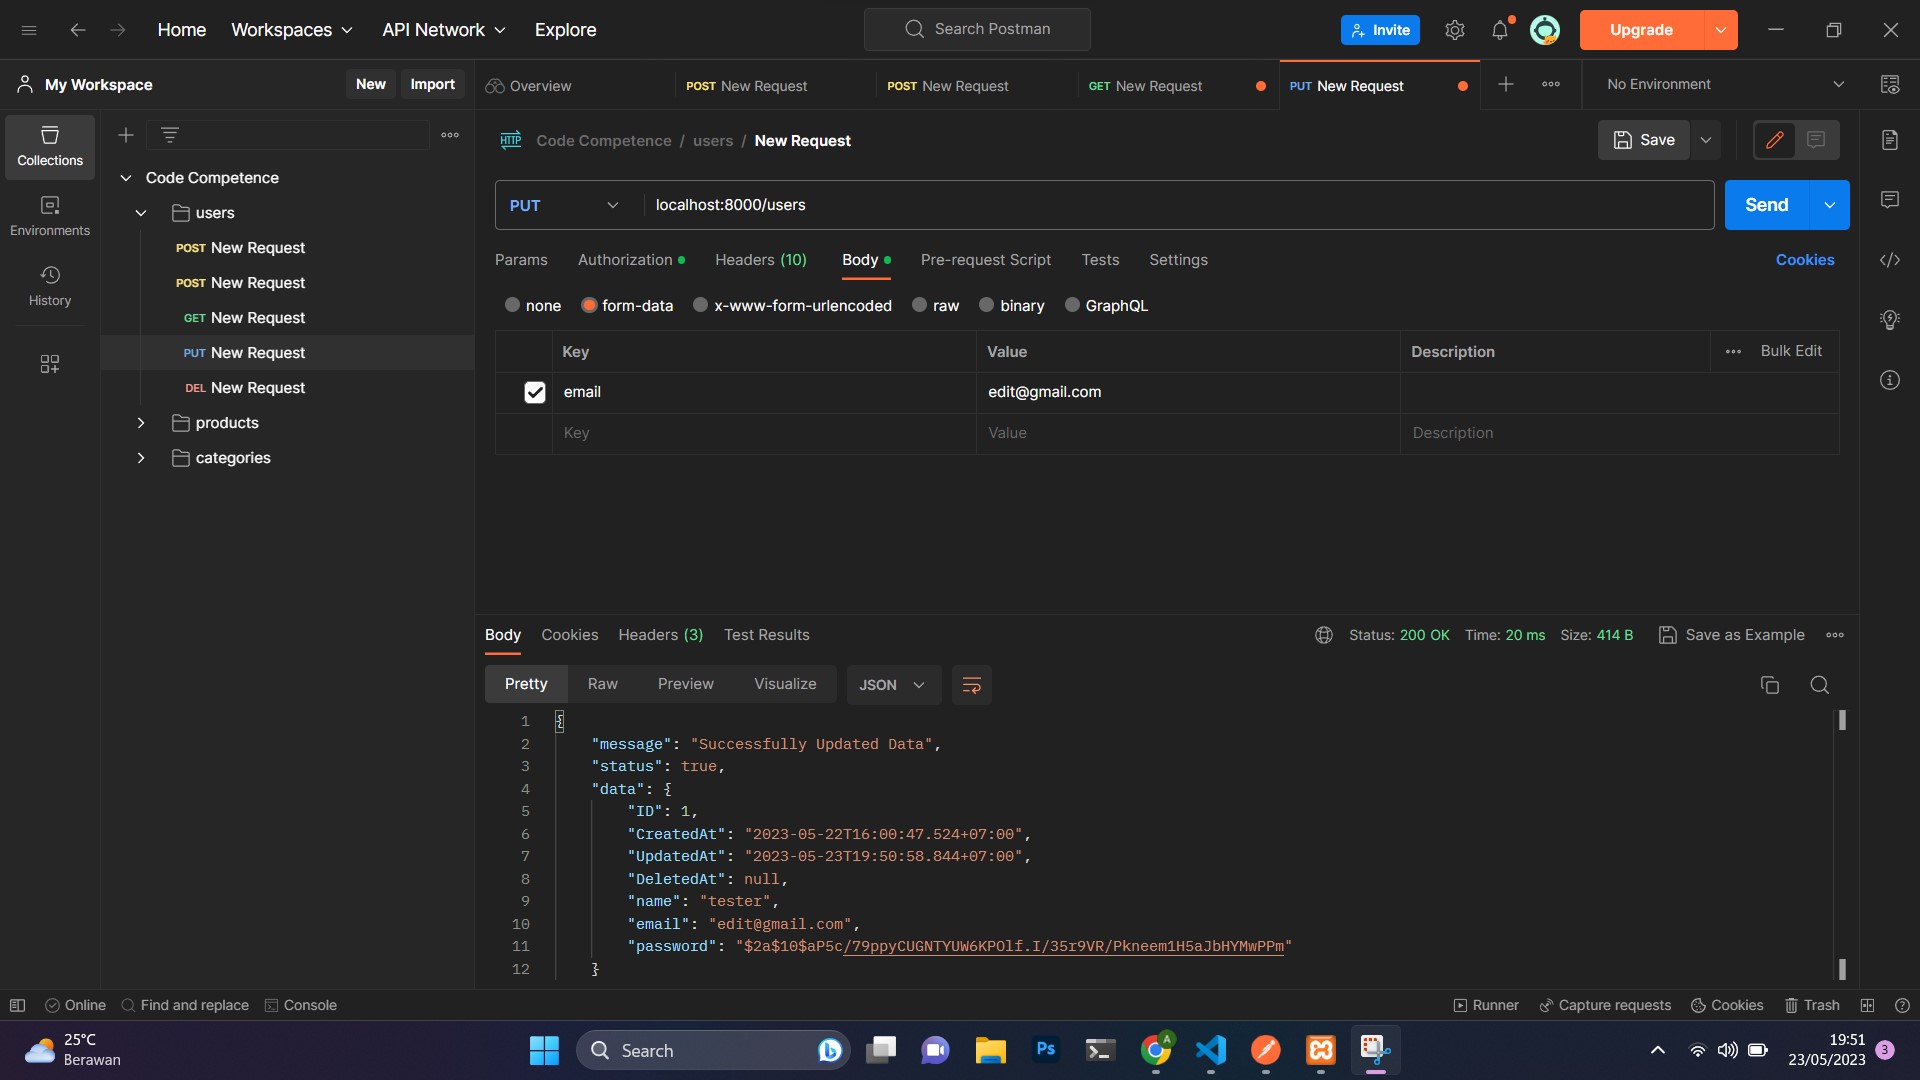 Home Workspaces API Network Explore Search Postman Invite Upgrade
My Workspace New Import Overview POST New Request POST New Request GET New Request PUT New Request No Environment
Collections
Environments
History
Code Competence
users
POST New Request
POST New Request
GET New Request
PUT New Request
DEL New Request
products
categories
HTTP Code Competence / users / New Request Save
PUT localhost:8000/users Send
Params Authorization Headers (10) Body Pre-request Script Tests Settings Cookies
none form-data x-www-form-urlencoded raw binary GraphQL
Key Value Description Bulk Edit
email edit@gmail.com
Key Value Description
Body Cookies Headers (3) Test Results Status: 200 OK Time: 20 ms Size: 414 B Save as Example
Pretty Raw Preview Visualize JSON
1 {
2 "message": "Successfully Updated Data",
3 "status": true,
4 "data": {
5 "ID": 1,
6 "CreatedAt": "2023-05-22T16:00:47.524+07:00",
7 "UpdatedAt": "2023-05-23T19:50:58.844+07:00",
8 "DeletedAt": null,
9 "name": "tester",
10 "email": "edit@gmail.com",
11 "password": "$2a$10$aP5c/79ppyCUGNTYUW6KPOlf.I/35r9VR/Pkneem1H5aJbHYMwPPm"
12 }
Online Find and replace Console Runner Capture requests Cookies Trash
25°C
Berawan
Search
Ps
A
19:51
23/05/2023
3